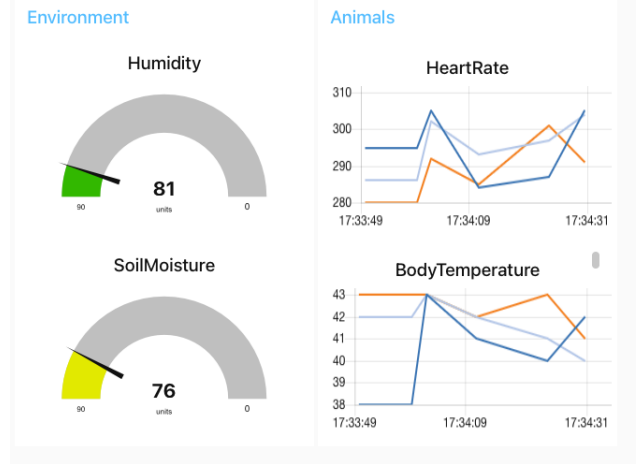 Environment
Humidity
81
units
90
0
SoilMoisture
76
units
90
0
Animals
HeartRate
310
300
290
280
17:33:49
17:34:09
17:34:31
BodyTemperature
43
42
41
40
39
38
17:33:49
17:34:09
17:34:31